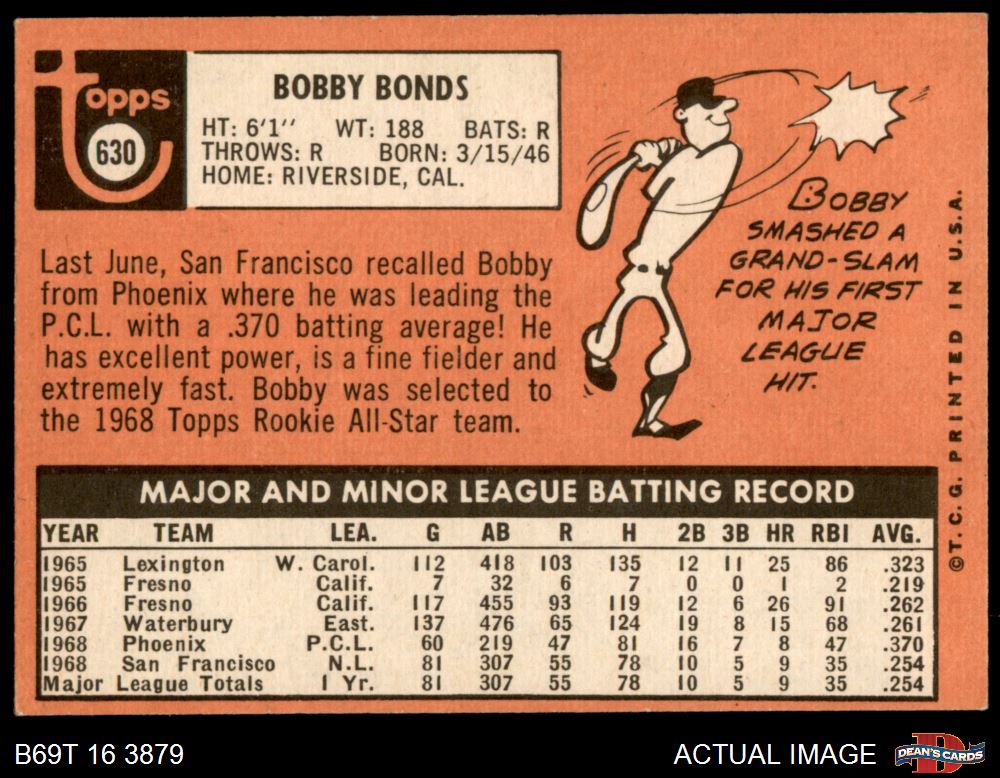 Topps
630
BOBBY BONDS
HT: 6'1" WT: 188 BATS: R
THROWS: R BORN: 3/15/46
HOME: RIVERSIDE, CAL.
Last June, San Francisco recalled Bobby
from Phoenix where he was leading the
P.C.L. with a .370 batting average! He
has excellent power, is a fine fielder and
extremely fast. Bobby was selected to
the 1968 Topps Rookie All-Star team.
BOBBY
SMASHED A
GRAND-SLAM
FOR HIS FIRST
MAJOR
LEAGUE
HIT.
©T.C.G. PRINTED IN U.S.A.
MAJOR AND MINOR LEAGUE BATTING RECORD
YEAR TEAM LEA. G AB R H 2B 3B HR RBI AVG.
1965 Lexington W. Carol. 112 418 103 135 12 11 25 86 .323
1965 Fresno Calif. 7 32 6 7 0 0 1 2 .219
1966 Fresno Calif. 117 455 93 119 12 6 26 91 .262
1967 Waterbury East. 137 476 65 124 19 8 15 68 .261
1968 Phoenix P.C.L. 60 219 47 81 16 7 8 47 .370
1968 San Francisco N.L. 81 307 55 78 10 5 9 35 .254
Major League Totals 1 Yr. 81 307 55 78 10 5 9 35 .254
B69T 16 3879
ACTUAL IMAGE
DEAN'S CARDS